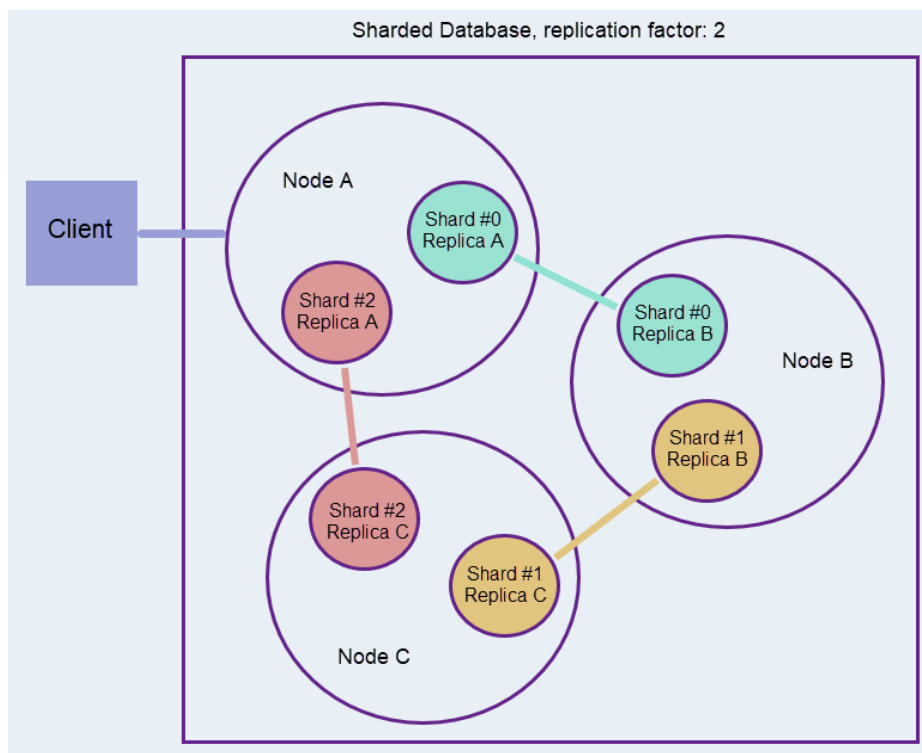 Sharded Database, replication factor: 2
Client
Node A
Shard #0
Replica A
Shard #2
Replica A
Shard #0
Replica B
Node B
Shard #1
Replica B
Shard #2
Replica C
Shard #1
Replica C
Node C